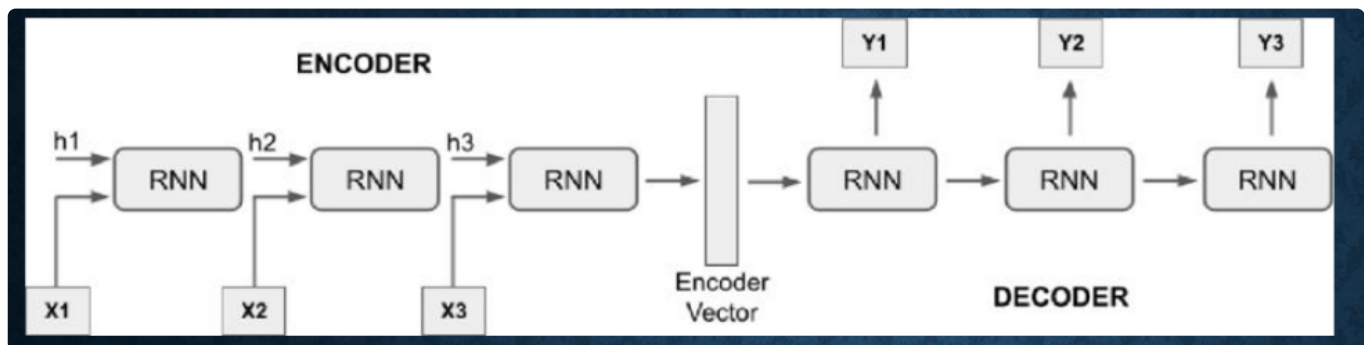 Y1 Y2 Y3
ENCODER
h1 h2 h3
RNN RNN RNN RNN RNN RNN
Encoder
Vector
DECODER
X1 X2 X3